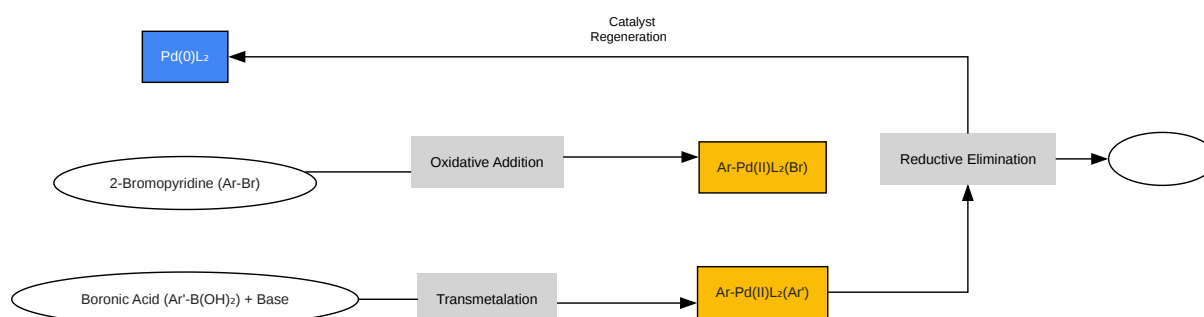 Catalyst
Regeneration
Pd(0)L₂
Oxidative Addition
Ar-Pd(II)L₂(Br)
Reductive Elimination
2-Bromopyridine (Ar-Br)
Boronic Acid (Ar'-B(OH)₂) + Base
Transmetalation
Ar-Pd(II)L₂(Ar')